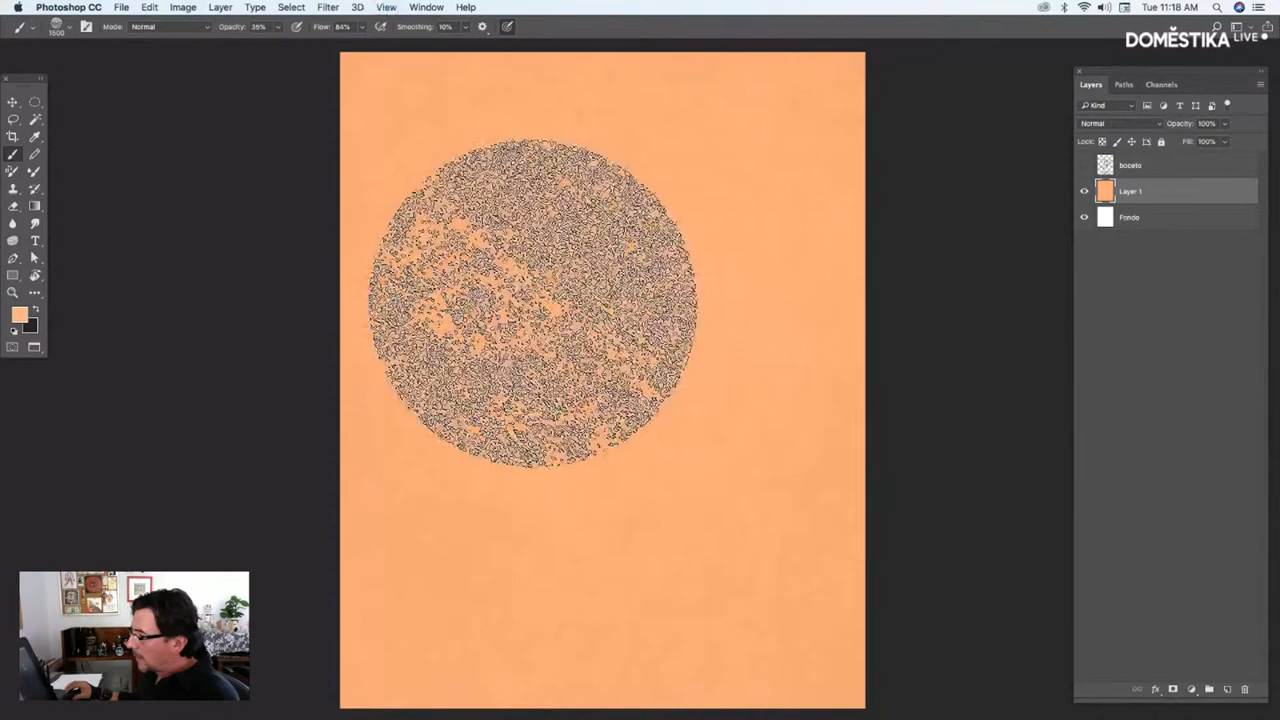 Photoshop CC File Edit Image Layer Type Select Filter 3D View Window Help Tue 11:18 AM
1500 Mode: Normal Opacity: 35% Flow: 84% Smoothing: 10%
DOMĚSTIKA LIVE
Layers Paths Channels
Kind
Normal Opacity: 100%
Lock: Fill: 100%
boceto
Layer 1
Fondo